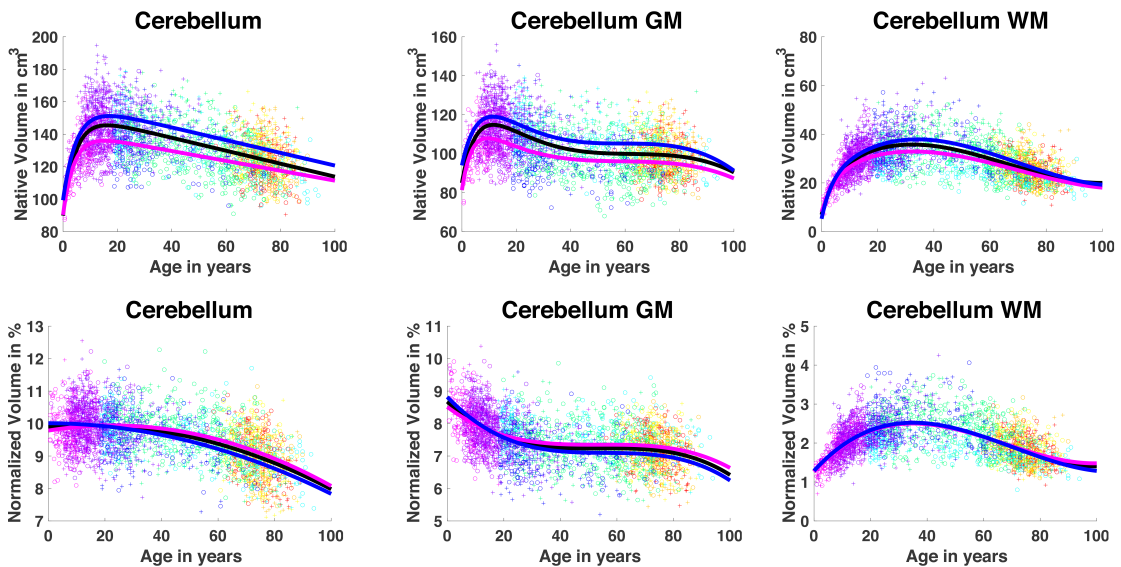 Cerebellum
Native Volume in cm³
200
180
160
140
120
100
80
0 20 40 60 80 100
Age in years
Cerebellum GM
Native Volume in cm³
160
140
120
100
80
60
0 20 40 60 80 100
Age in years
Cerebellum WM
Native Volume in cm³
80
60
40
20
0
0 20 40 60 80 100
Age in years
Cerebellum
Normalized Volume in %
13
12
11
10
9
8
7
0 20 40 60 80 100
Age in years
Cerebellum GM
Normalized Volume in %
11
10
9
8
7
6
5
0 20 40 60 80 100
Age in years
Cerebellum WM
Normalized Volume in %
5
4
3
2
1
0
0 20 40 60 80 100
Age in years